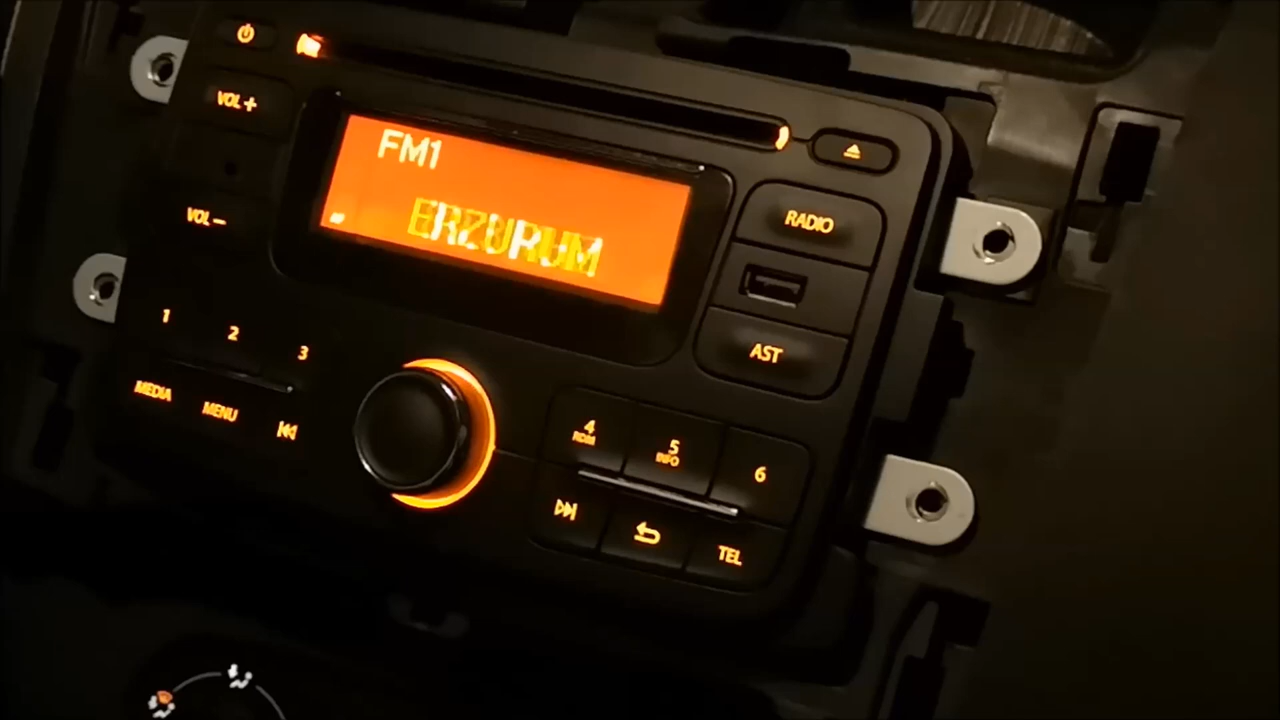 VOL+
FM1
ERZURUM
VOL–
RADIO
AST
1
2
3
MEDIA
MENU
4
RDM
5
INFO
6
TEL